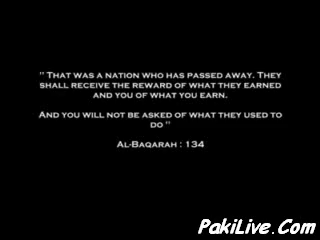 " That was a nation who has passed away. They
shall receive the reward of what they earned
and you of what you earn.
And you will not be asked of what they used to
do "
Al-Baqarah : 134
PakiLive.Com